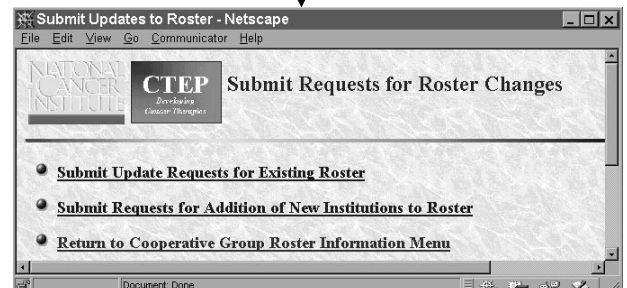 Submit Updates to Roster - Netscape
File Edit View Go Communicator Help
NATIONAL
CANCER
INSTITUTE
CTEP
Developing
Cancer Therapies
Submit Requests for Roster Changes
Submit Update Requests for Existing Roster
Submit Requests for Addition of New Institutions to Roster
Return to Cooperative Group Roster Information Menu
Document: Done